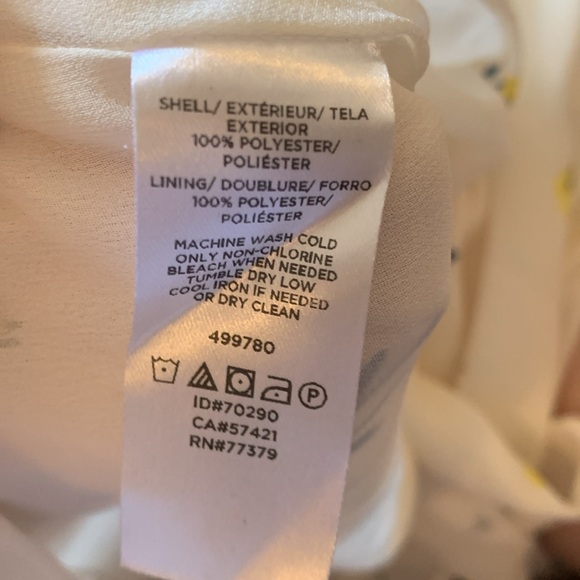 SHELL/ EXTÉRIEUR/ TELA
EXTERIOR
100% POLYESTER/
POLIÉSTER
LINING/ DOUBLURE/ FORRO
100% POLYESTER/
POLIÉSTER
MACHINE WASH COLD
ONLY NON-CHLORINE
BLEACH WHEN NEEDED
TUMBLE DRY LOW
COOL IRON IF NEEDED
OR DRY CLEAN
499780
P
ID#70290
CA#57421
RN#77379